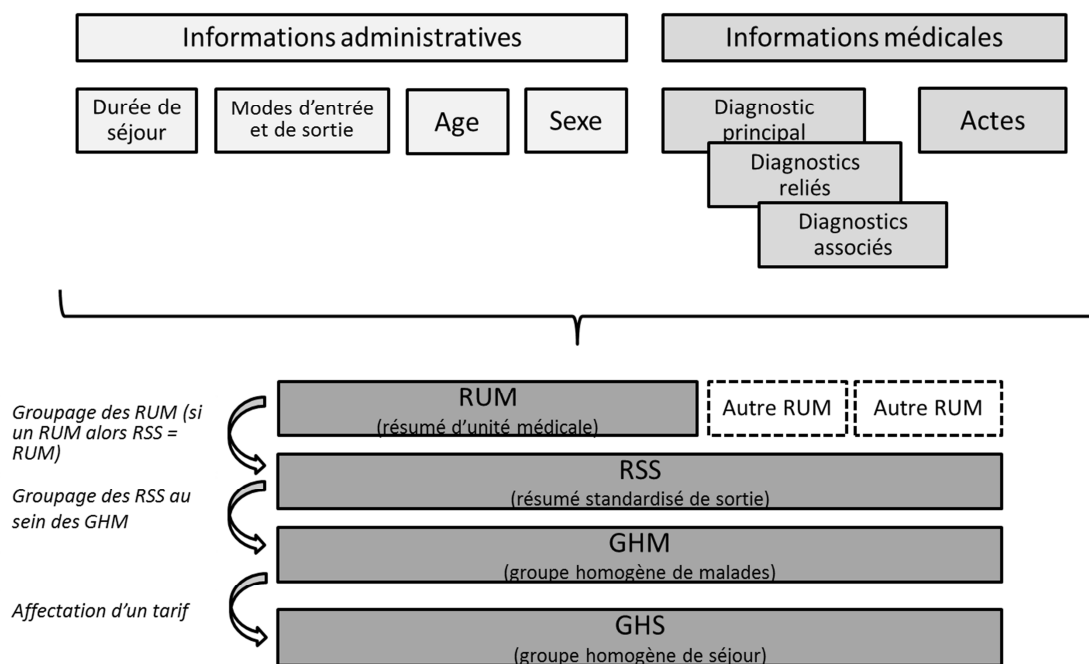 Informations administratives
Informations médicales
Durée de
séjour
Modes d'entrée
et de sortie
Age
Sexe
Diagnostic
principal
Diagnostics
reliés
Diagnostics
associés
Actes
Groupage des RUM (si
un RUM alors RSS =
RUM)
RUM
(résumé d'unité médicale)
Autre RUM
Autre RUM
RSS
(résumé standardisé de sortie)
Groupage des RSS au
sein des GHM
GHM
(groupe homogène de malades)
Affectation d'un tarif
GHS
(groupe homogène de séjour)